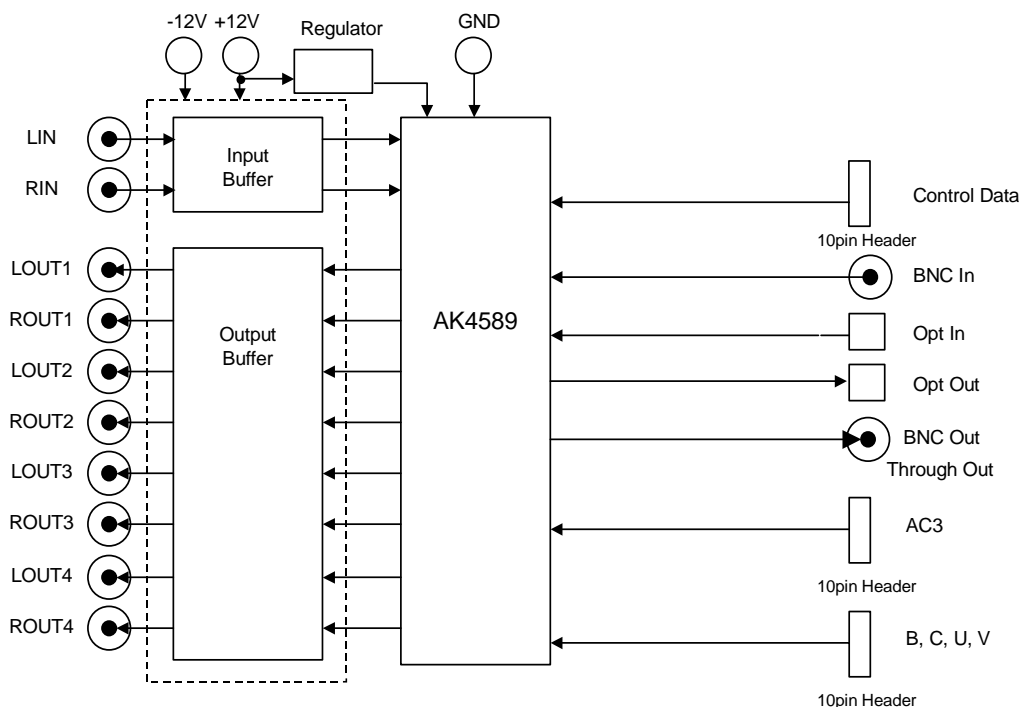 -12V +12V
Regulator
GND
LIN
RIN
Input
Buffer
LOUT1
ROUT1
LOUT2
ROUT2
LOUT3
ROUT3
LOUT4
ROUT4
Output
Buffer
AK4589
Control Data
10pin Header
BNC In
Opt In
Opt Out
BNC Out
Through Out
AC3
10pin Header
B, C, U, V
10pin Header